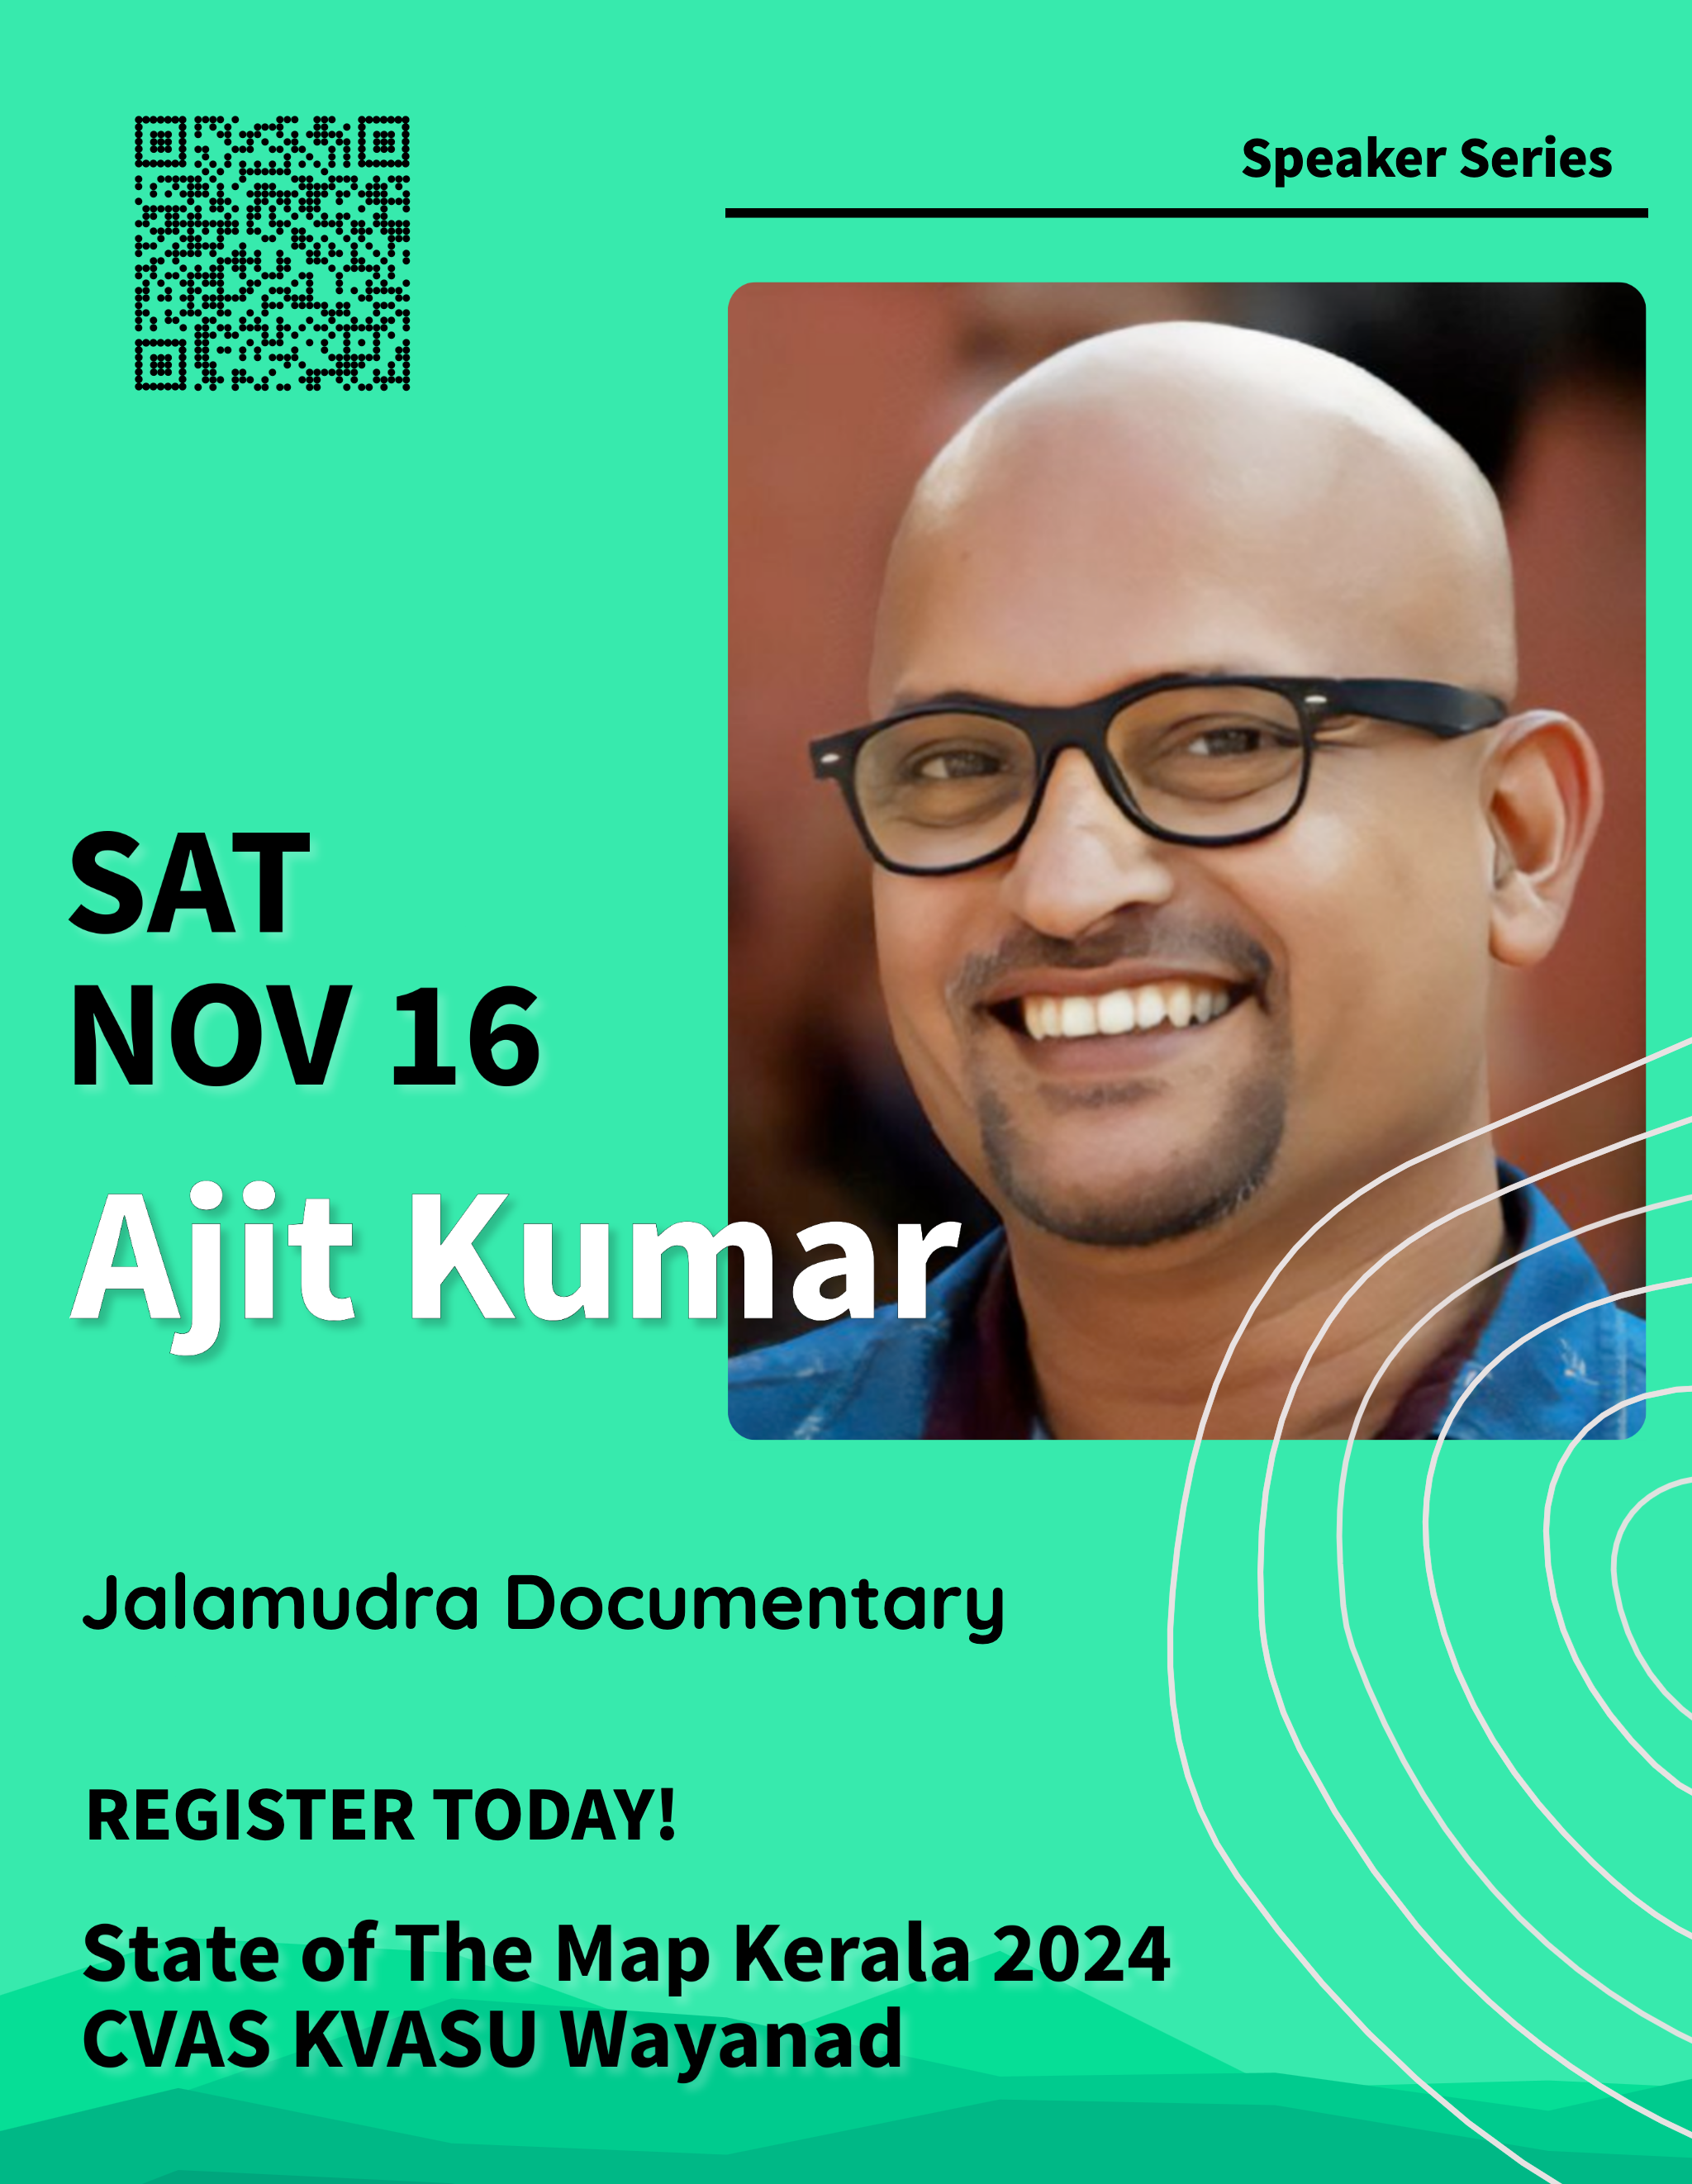 Speaker Series
SAT
NOV 16
Ajit Kumar
Jalamudra Documentary
REGISTER TODAY!
State of The Map Kerala 2024
CVAS KVASU Wayanad